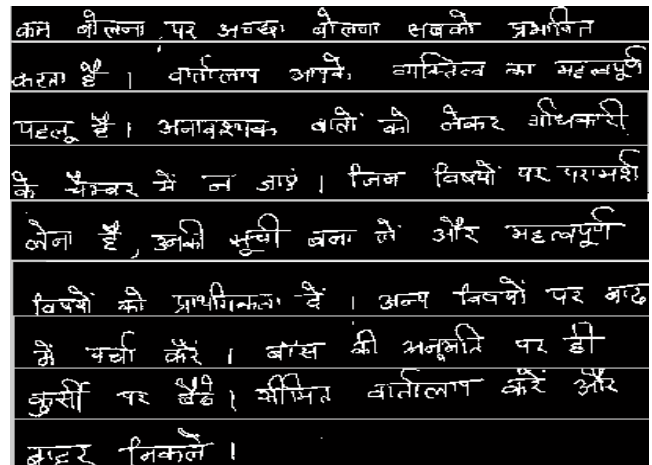 कम बोलना, पर अच्छा बोलना सबको प्रभावित
करता है । वार्तालाप आपके व्यक्तित्व का महत्वपूर्ण
पहलू है । अनावश्यक बातों को लेकर अधिकारी
के चैम्बर में न जाएं । जिन विषयों पर परामर्श
लेना है, उनकी सूची बना लें और महत्वपूर्ण
विषयों को प्राथमिकता दें । अन्य विषयों पर बाद
में चर्चा करें । बॉस की अनुमति पर ही
कुर्सी पर बैठें । सीमित वार्तालाप करें और
बाहर निकलें ।